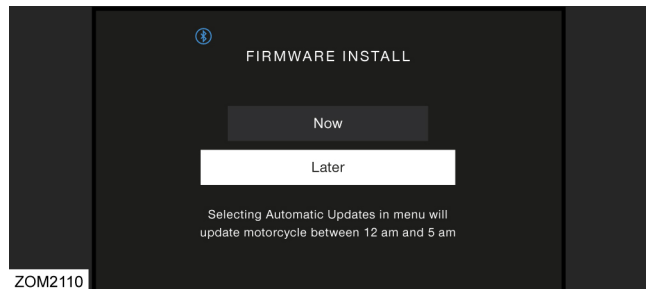 FIRMWARE INSTALL
Now
Later
Selecting Automatic Updates in menu will
update motorcycle between 12 am and 5 am
ZOM2110